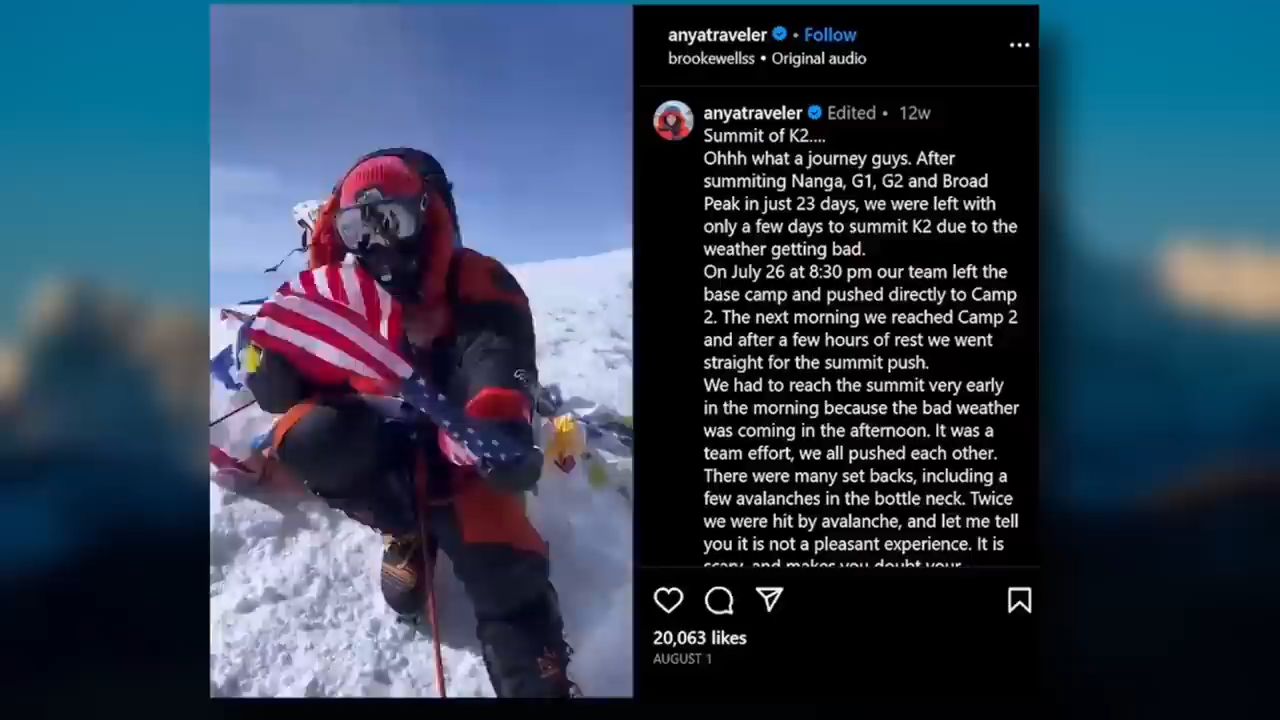 anyatraveler • Follow
brookewellss • Original audio
anyatraveler Edited • 12w
Summit of K2....
Ohhh what a journey guys. After
summiting Nanga, G1, G2 and Broad
Peak in just 23 days, we were left with
only a few days to summit K2 due to the
weather getting bad.
On July 26 at 8:30 pm our team left the
base camp and pushed directly to Camp
2. The next morning we reached Camp 2
and after a few hours of rest we went
straight for the summit push.
We had to reach the summit very early
in the morning because the bad weather
was coming in the afternoon. It was a
team effort, we all pushed each other.
There were many set backs, including a
few avalanches in the bottle neck. Twice
we were hit by avalanche, and let me tell
you it is not a pleasant experience. It is
scary, and makes you doubt your
20,063 likes
AUGUST 1